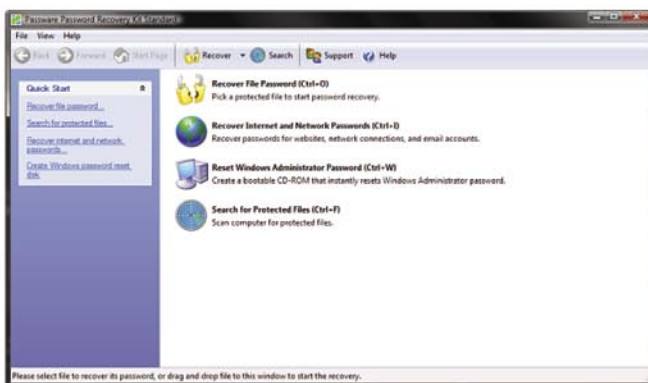 Passware Password Recovery Kit Standard
File View Help
Back Forward Start Page Recover Search Support Help
Quick Start
Recover file password...
Search for protected files...
Recover internet and network
passwords...
Create Windows password reset
disk
Recover File Password (Ctrl+O)
Pick a protected file to start password recovery.
Recover Internet and Network Passwords (Ctrl+I)
Recover passwords for websites, network connections, and email accounts.
Reset Windows Administrator Password (Ctrl+W)
Create a bootable CD-ROM that instantly resets Windows Administrator password.
Search for Protected Files (Ctrl+F)
Scan computer for protected files.
Please select file to recover its password, or drag and drop file to this window to start the recovery.